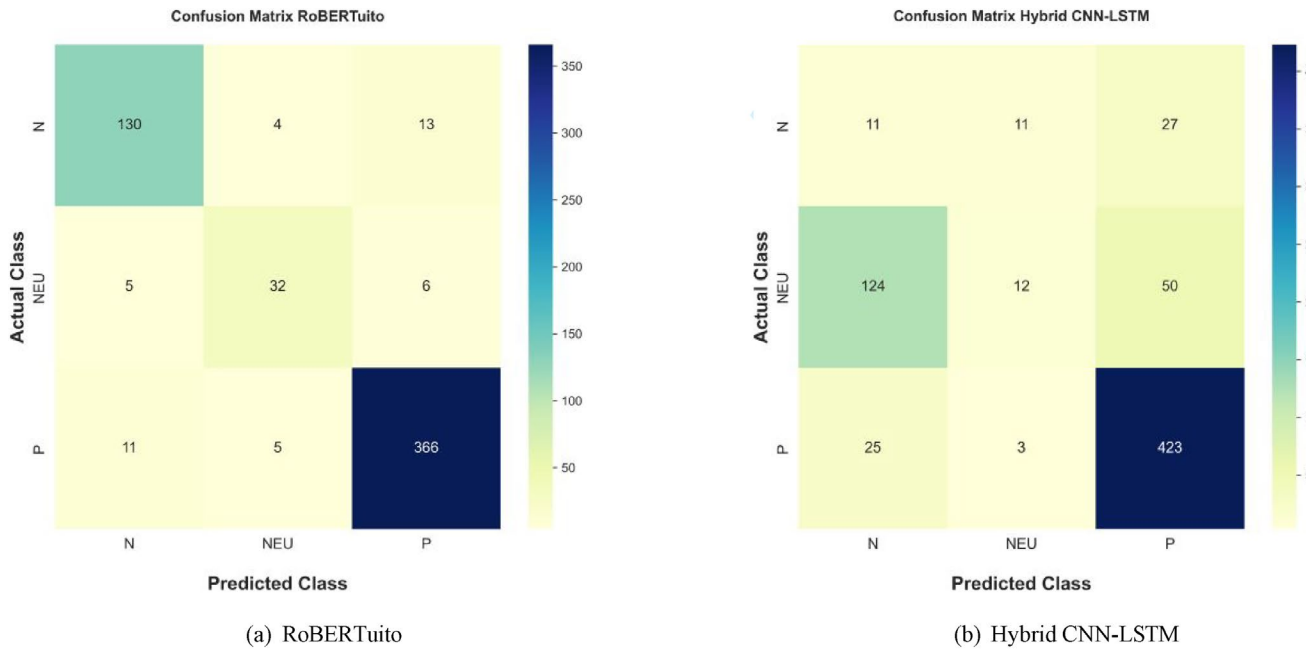 Confusion Matrix RoBERTuito
350
300
250
200
150
100
50
Actual Class
N
NEU
P
130 4 13
5 32 6
11 5 366
N NEU P
Predicted Class
(a) RoBERTuito
Confusion Matrix Hybrid CNN-LSTM
Actual Class
N
NEU
P
11 11 27
124 12 50
25 3 423
N NEU P
Predicted Class
(b) Hybrid CNN-LSTM